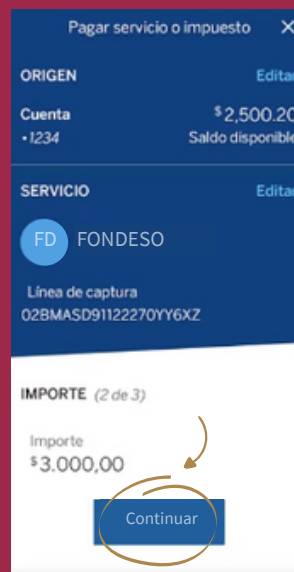 Pagar servicio o impuesto X
ORIGEN Editar
Cuenta $2,500.20
•1234 Saldo disponible
SERVICIO Editar
FD FONDESO
Línea de captura
02BMASD91122270YY6XZ
IMPORTE (2 de 3)
Importe
$3.000,00
Continuar